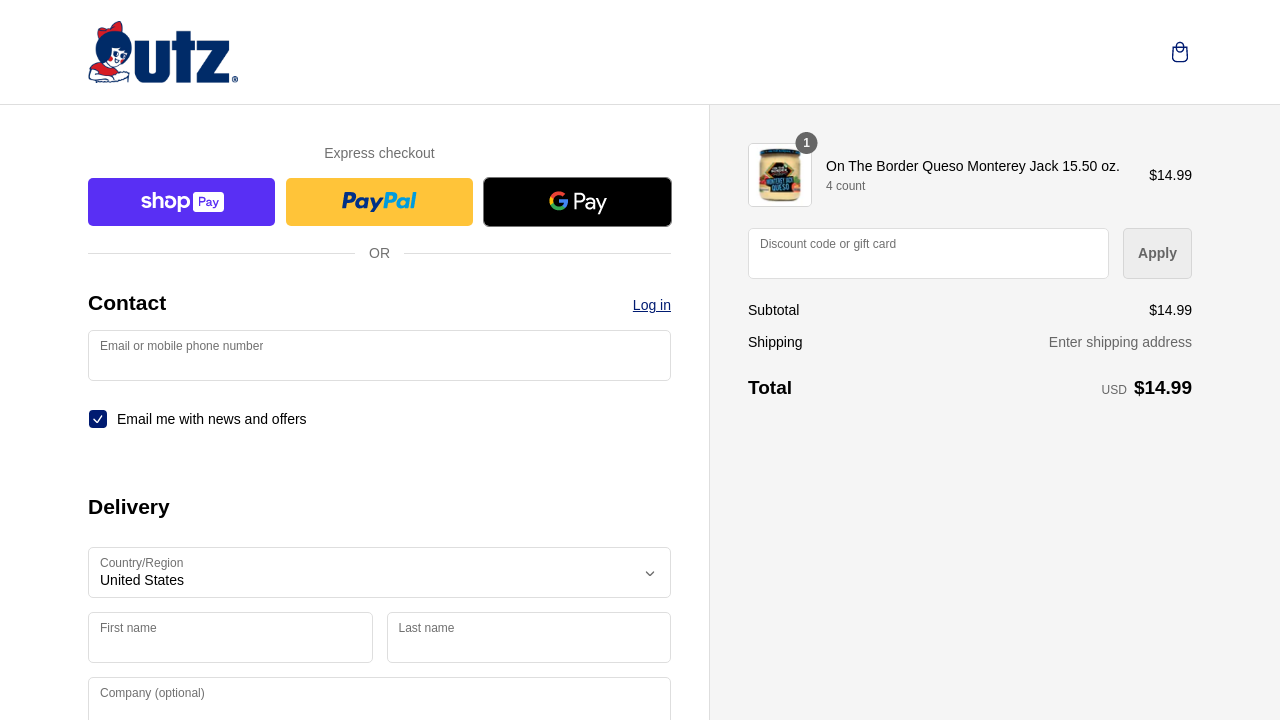 utz®
Express checkout
shop Pay
PayPal
G Pay
OR
Contact
Log in
Email or mobile phone number
Email me with news and offers
Delivery
Country/Region
United States
First name
Last name
Company (optional)
1
On The Border Queso Monterey Jack 15.50 oz.
4 count
$14.99
MONTEREY JACK
QUESO
Discount code or gift card
Apply
Subtotal
$14.99
Shipping
Enter shipping address
Total
USD $14.99